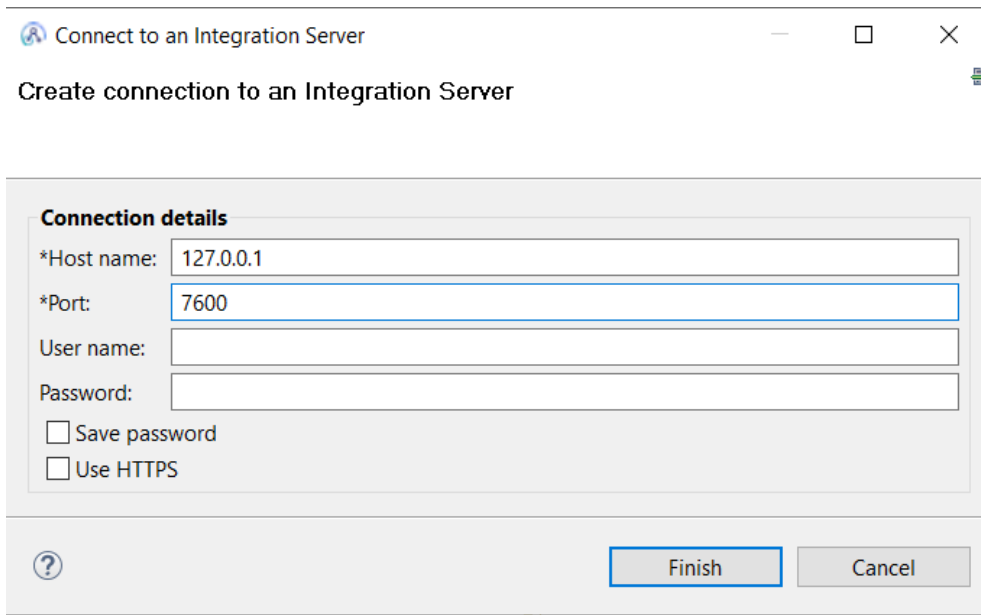 Connect to an Integration Server
Create connection to an Integration Server
Connection details
*Host name: 127.0.0.1
*Port: 7600
User name:
Password:
Save password
Use HTTPS
?
Finish Cancel